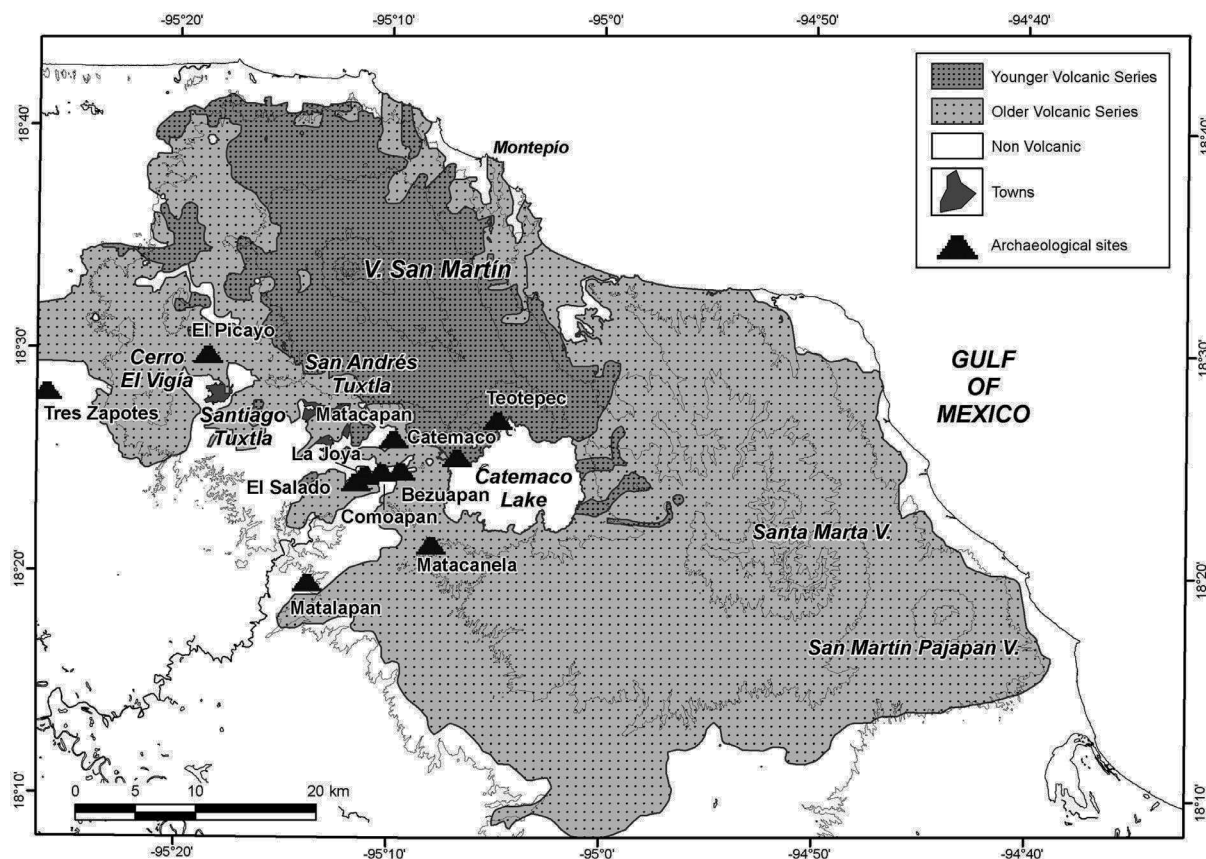 -95°20'
-95°10'
-95°0'
-94°50'
-94°40'
18°40'
18°40'
18°30'
18°30'
18°20'
18°20'
18°10'
18°10'
Younger Volcanic Series
Older Volcanic Series
Non Volcanic
Towns
Archaeological sites
Montepío
V. San Martín
El Picayo
Cerro
El Vigía
San Andrés
Tuxtla
GULF
OF
MEXICO
Tres Zapotes
Santiago
Tuxtla
Matacapan
Teotepec
Catemaco
La Joya
El Salado
Bezuapan
Catemaco
Lake
Comoapan
Santa Marta V.
Matacanela
Matalapan
San Martín Pajapan V.
0 5 10 20 km
-95°20'
-95°10'
-95°0'
-94°50'
-94°40'